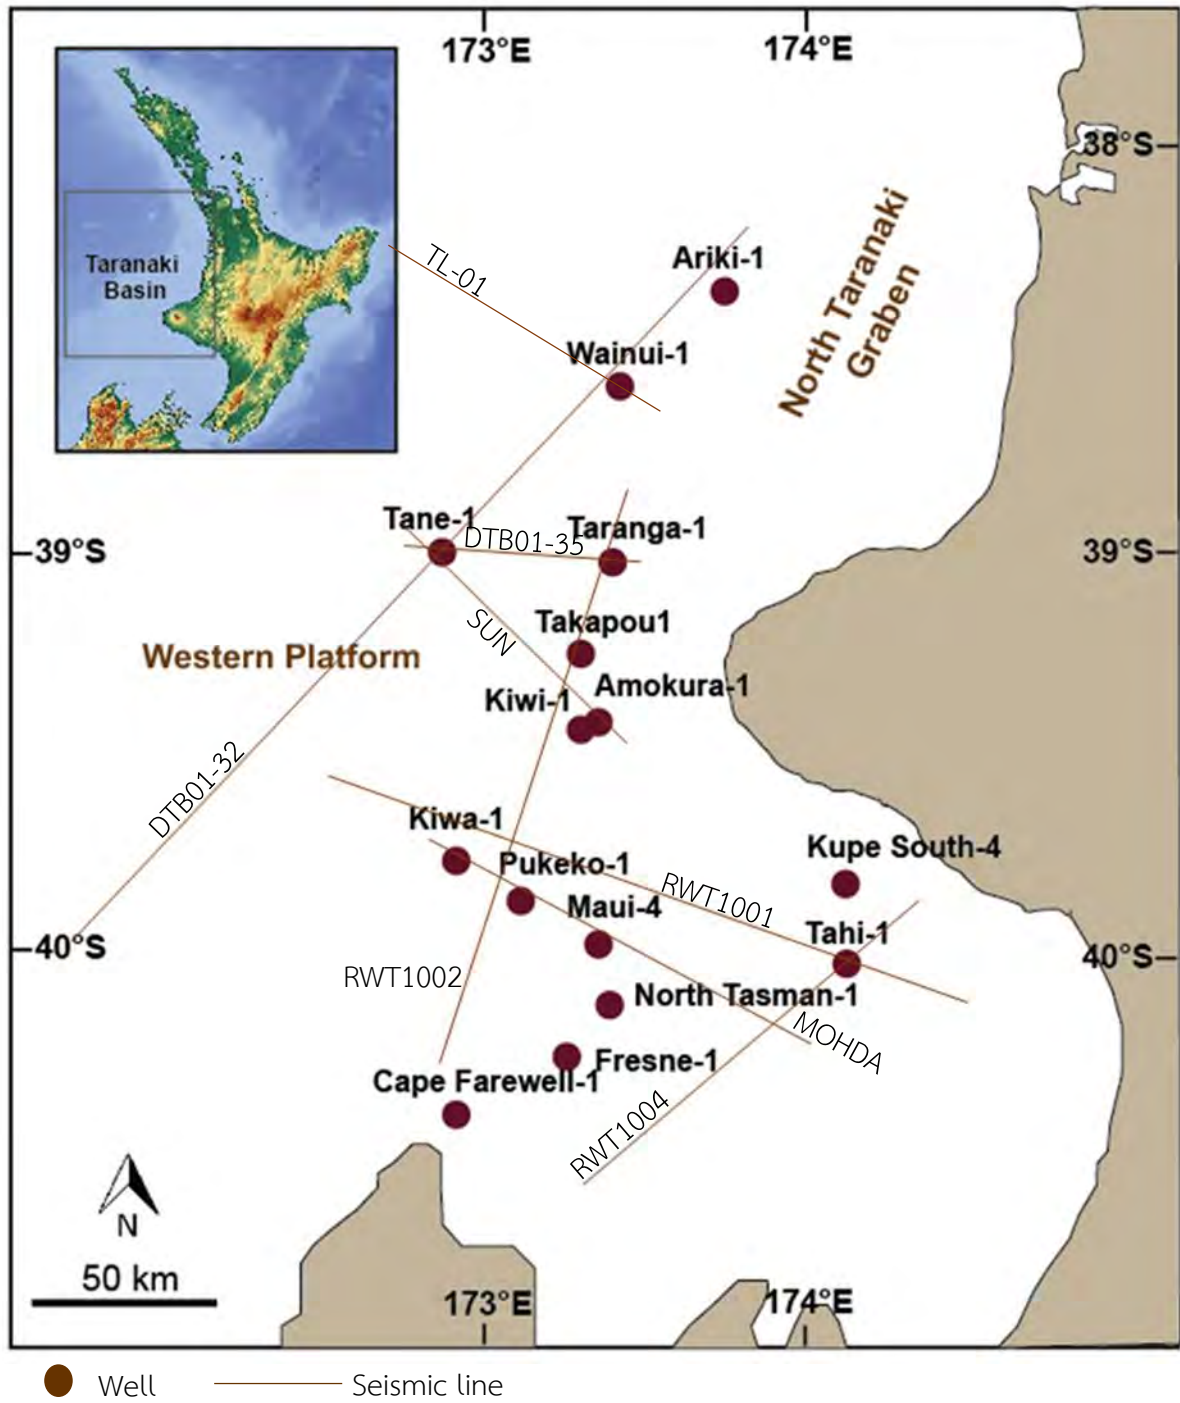 173°E
174°E
38°S
Taranaki
Basin
TL-01
Ariki-1
North Taranaki
Graben
Wainui-1
Tane-1
DTB01-35
Taranga-1
39°S
39°S
SUN
Takapou1
Western Platform
Kiwi-1
Amokura-1
DTB01-32
Kiwa-1
Pukeko-1
Kupe South-4
RWT1001
Maui-4
Tahi-1
40°S
40°S
RWT1002
North Tasman-1
MOHDA
Fresne-1
Cape Farewell-1
RWT1004
N
50 km
173°E
174°E
Well
Seismic line